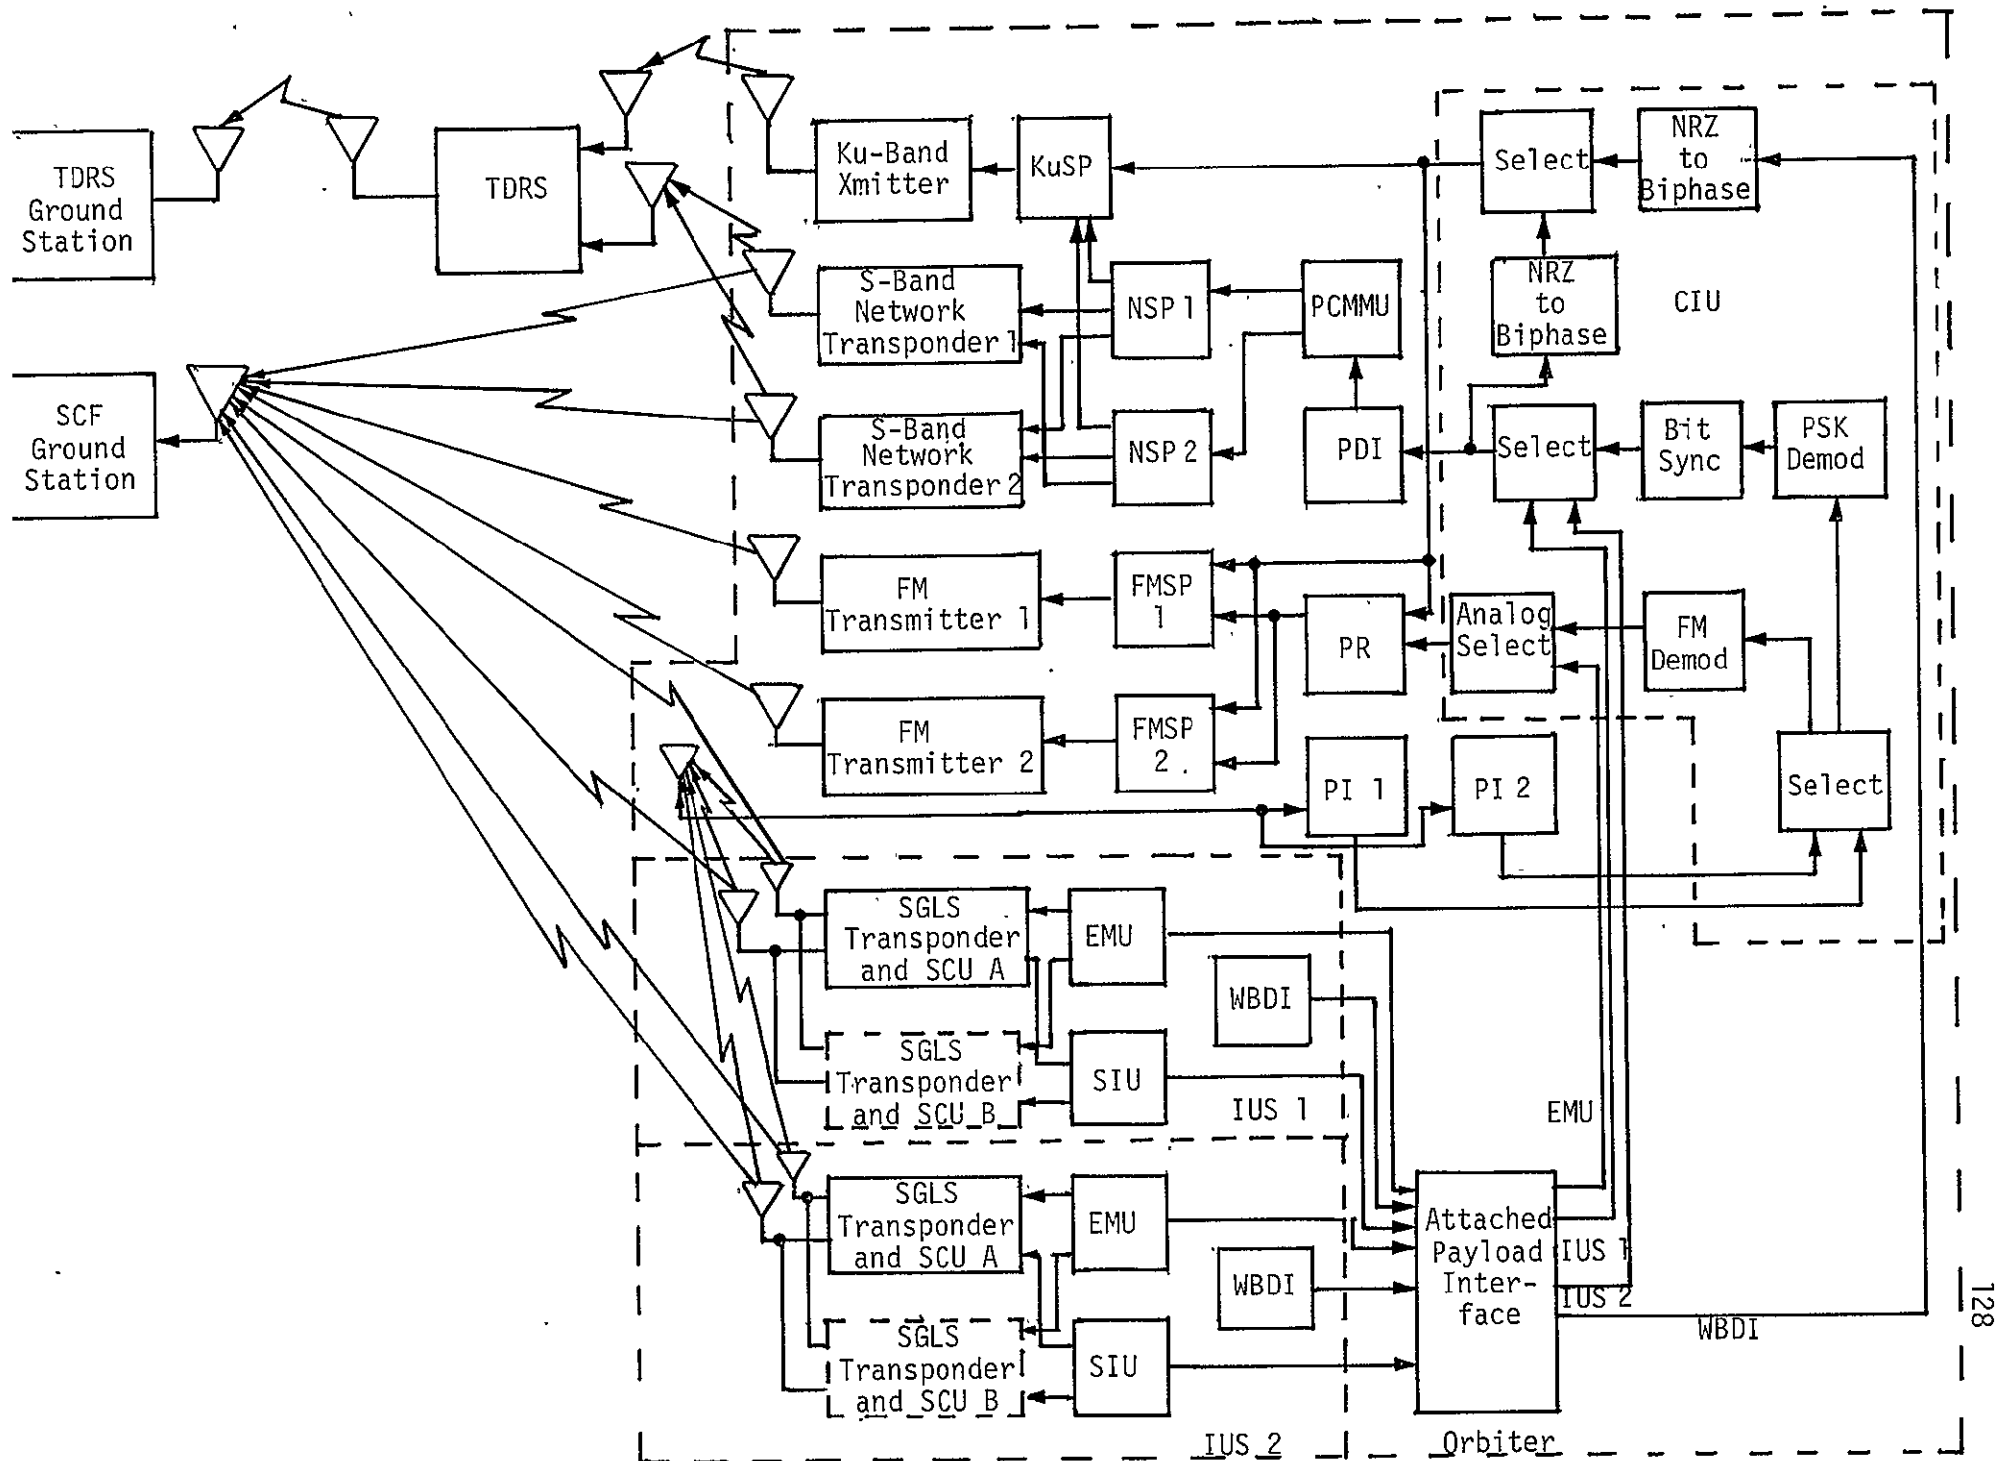 TDRS
Ground
Station
TDRS
Ku-Band
Xmitter
KuSP
Select
NRZ
to
Biphase
S-Band
Network
Transponder 1
NSP 1
PCMMU
NRZ
to
Biphase
CIU
SCF
Ground
Station
S-Band
Network
Transponder 2
NSP 2
PDI
Select
Bit
Sync
PSK
Demod
FM
Transmitter 1
FMSP
1
PR
Analog
Select
FM
Demod
FM
Transmitter 2
FMSP
2 .
PI 1
PI 2
Select
SGLS
Transponder
and SCU A
EMU
WBDI
SGLS
Transponder
and SCU B
SIU
IUS 1
EMU
SGLS
Transponder
and SCU A
EMU
WBDI
Attached
Payload
Inter-
face
IUS 1
IUS 2
WBDI
SGLS
Transponder
and SCU B
SIU
IUS 2
Orbiter
128